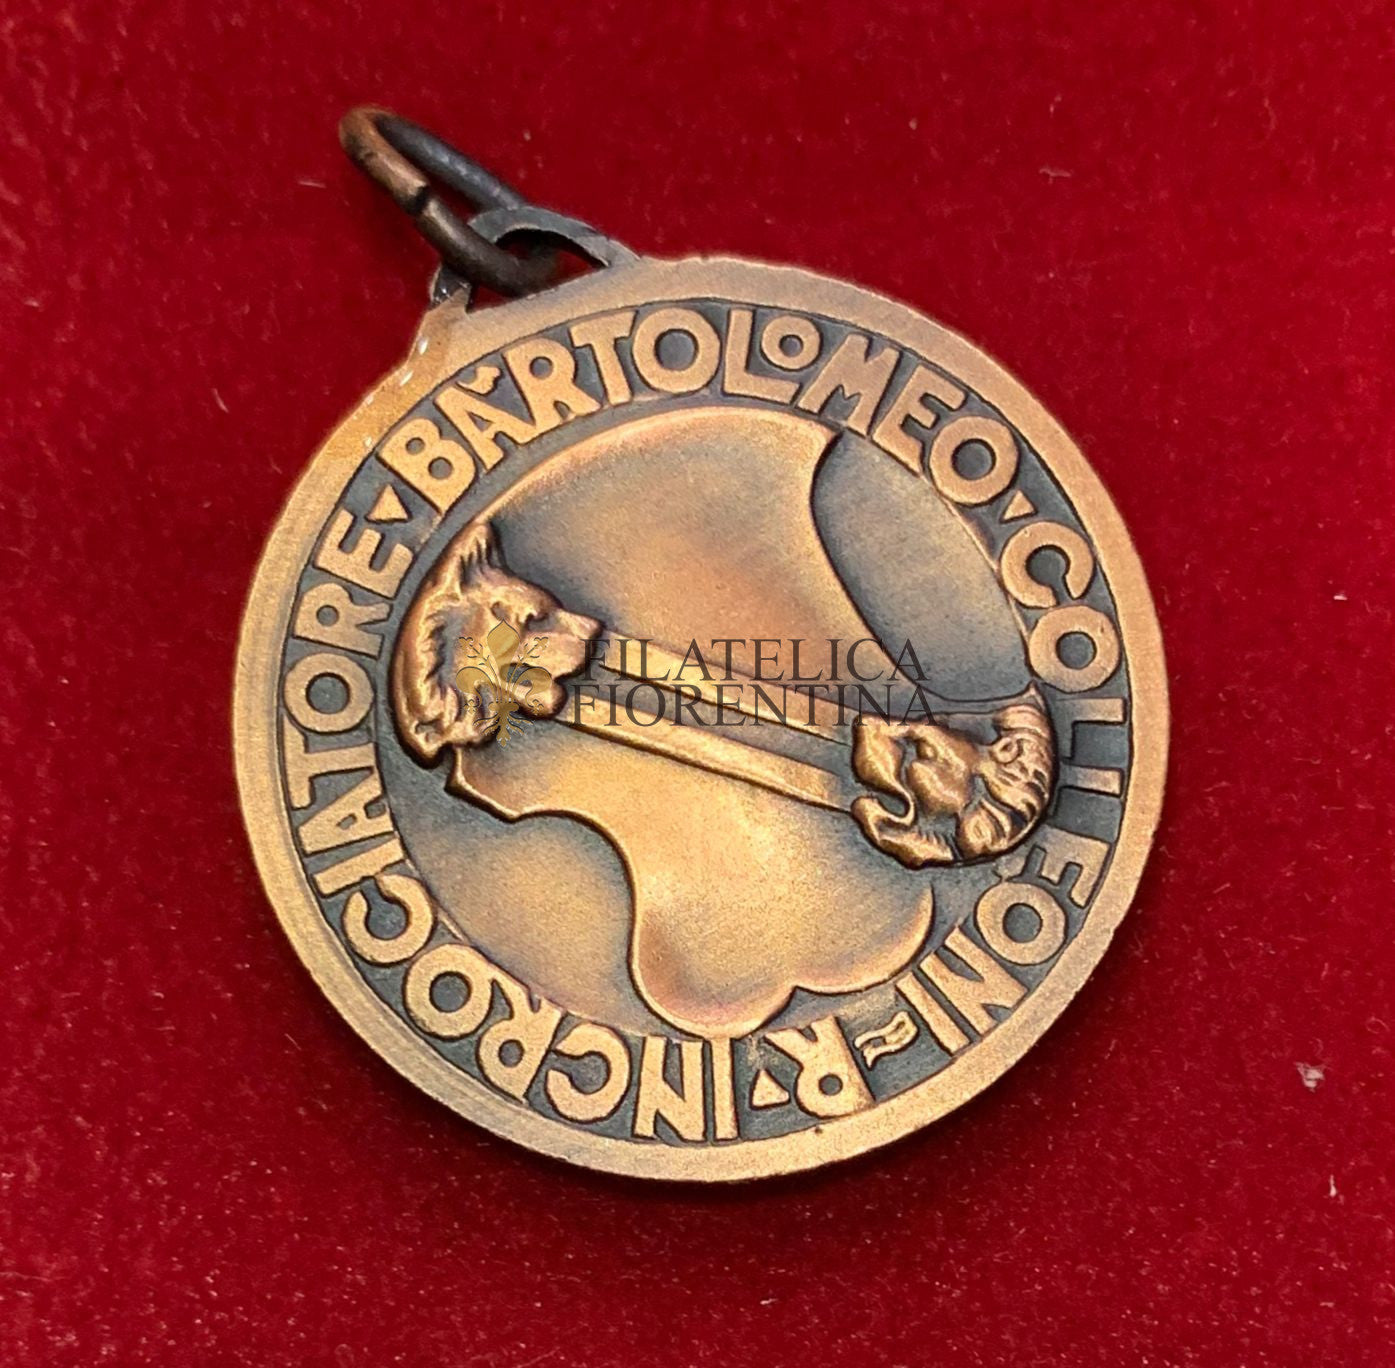 R · INCROCIATORE · BARTOLOMEO · COLLEONI
FILATELICA
FIORENTINA